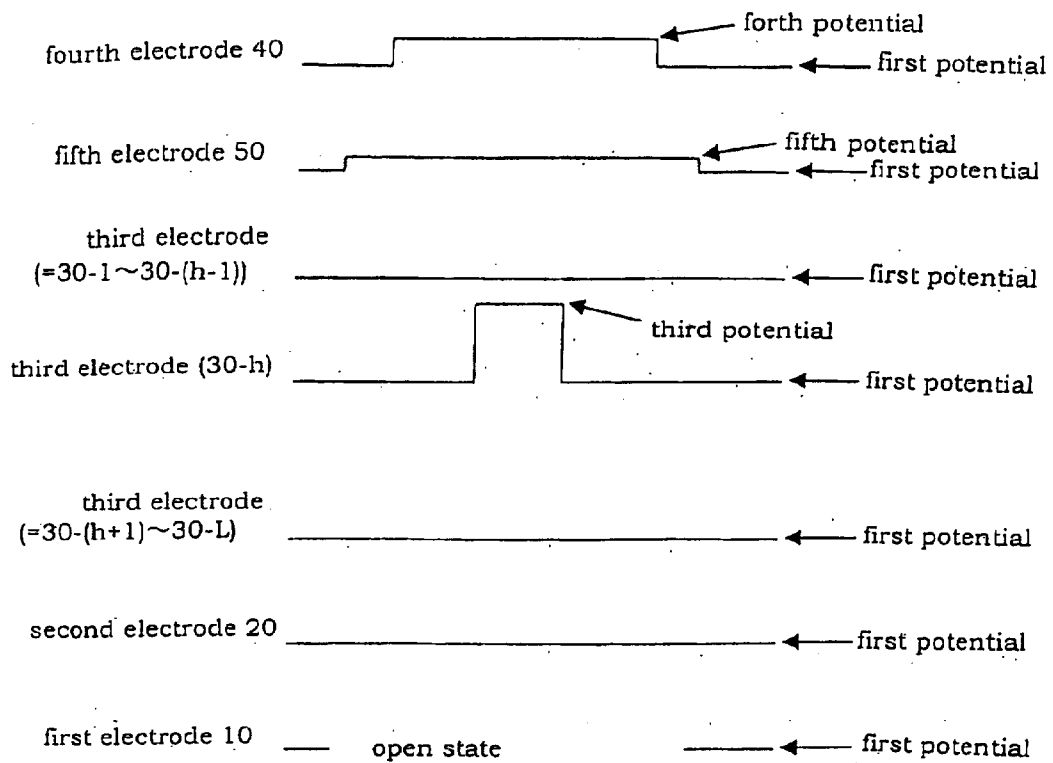 forth potential
fourth electrode 40
first potential
fifth electrode 50
fifth potential
first potential
third electrode
(=30-1～30-(h-1))
first potential
third potential
third electrode (30-h)
first potential
third electrode
(=30-(h+1)～30-L)
first potential
second electrode 20
first potential
first electrode 10
open state
first potential